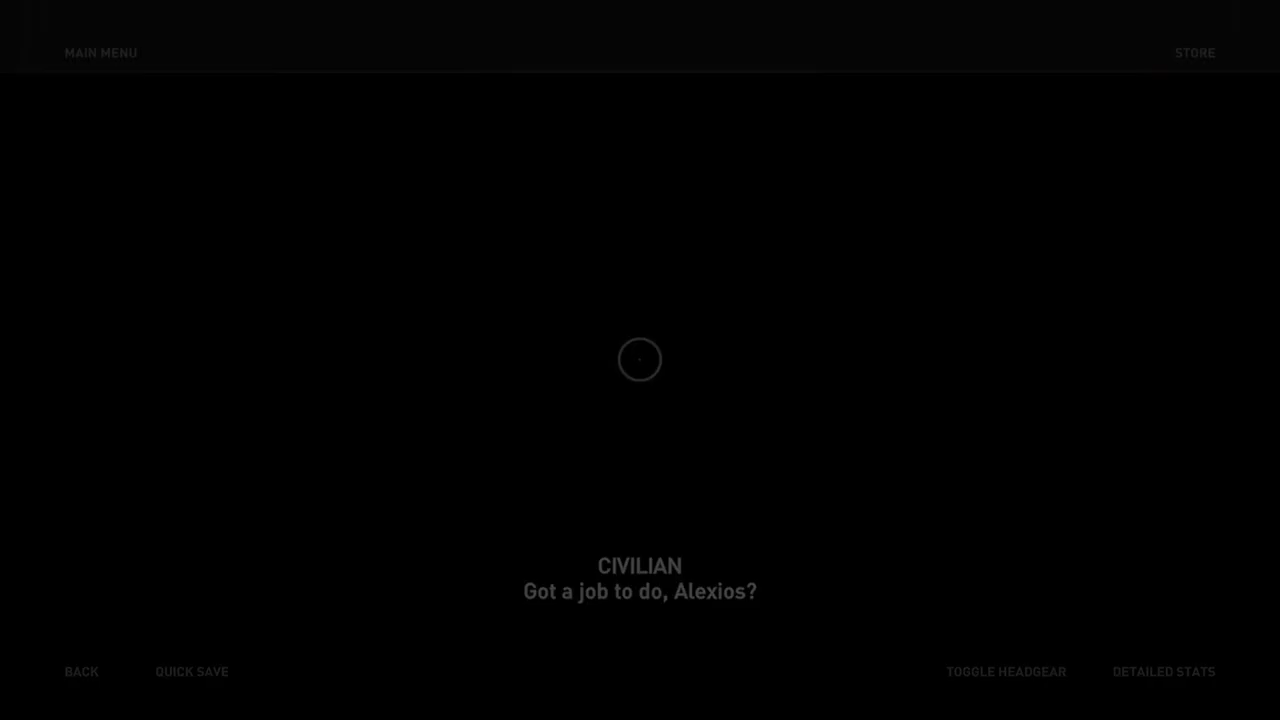 MAIN MENU
STORE
CIVILIAN
Got a job to do, Alexios?
BACK
QUICK SAVE
TOGGLE HEADGEAR
DETAILED STATS